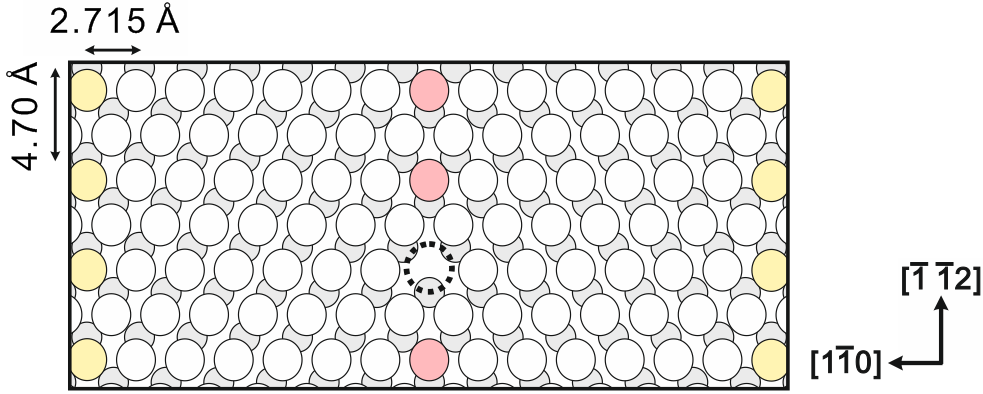 2.715 Å
4.70 Å
[1̅ 1̅2]
[11̅0]